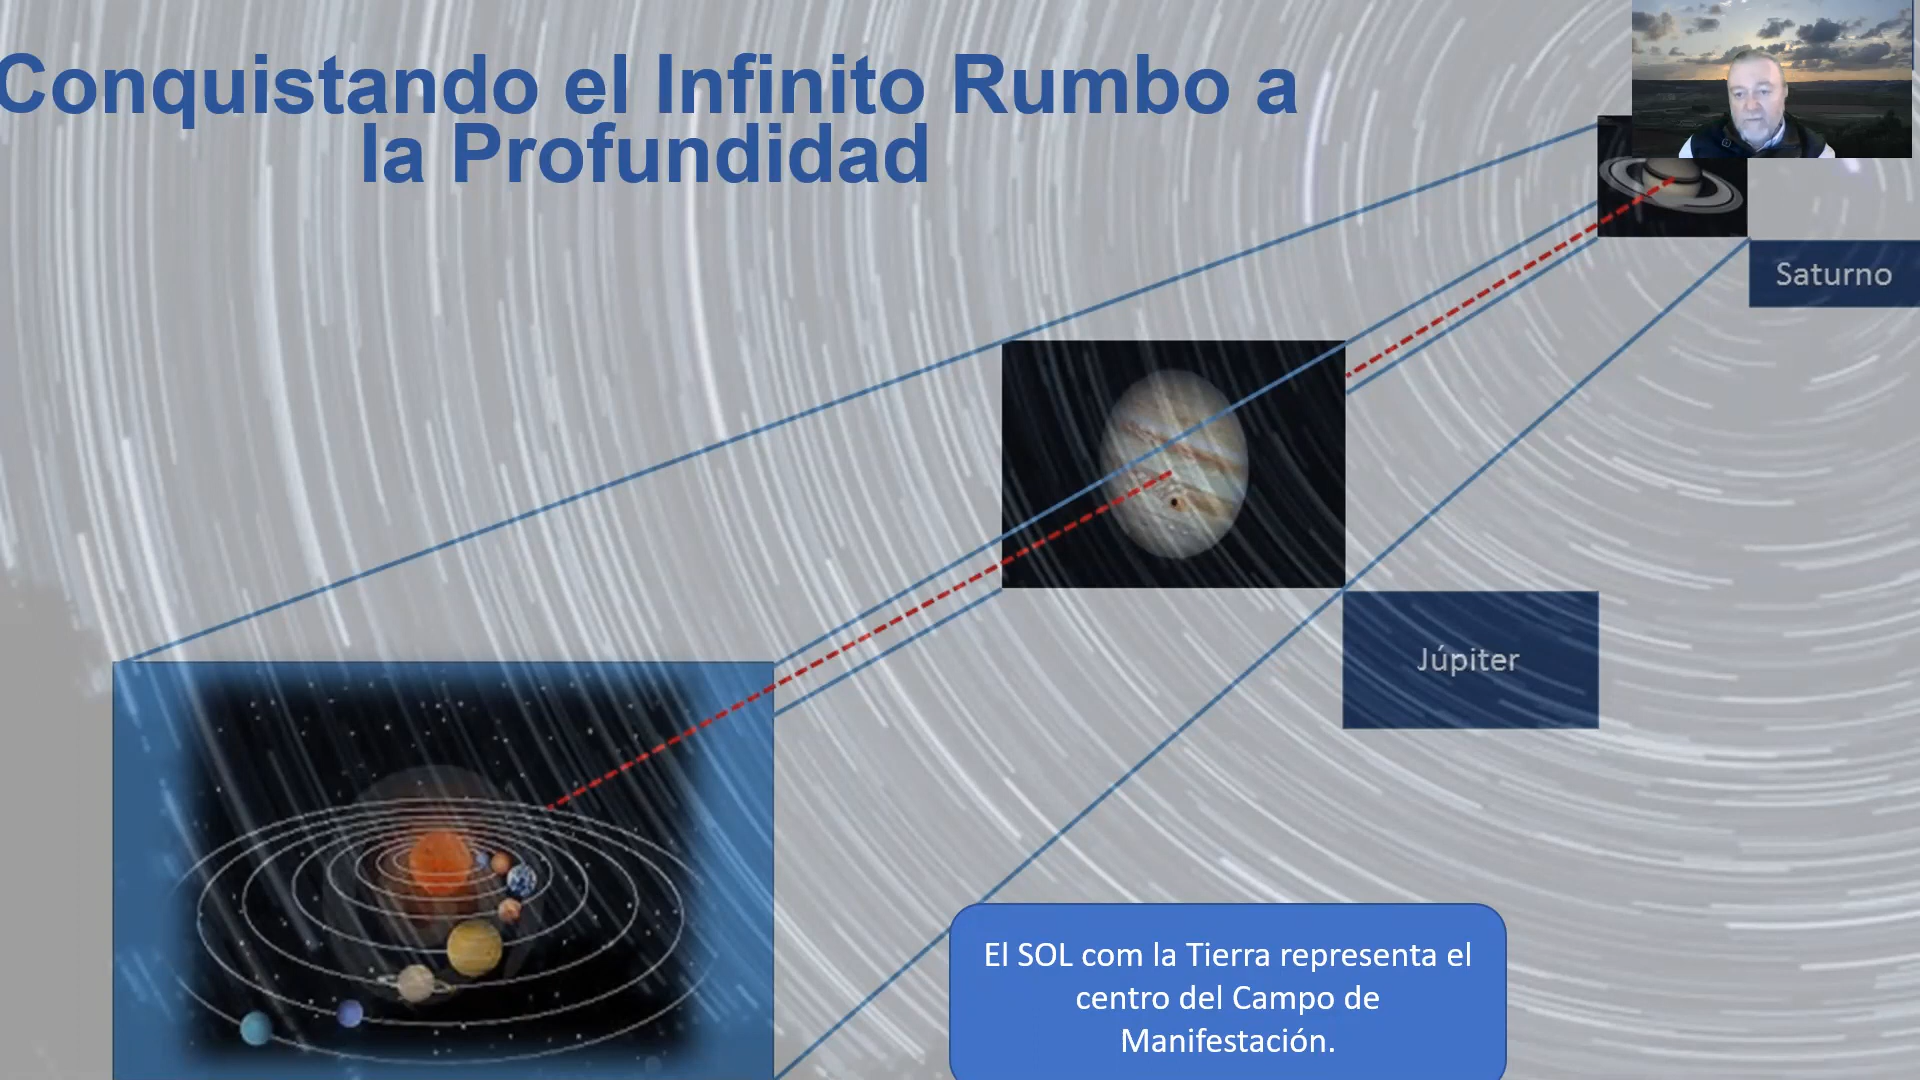 Conquistando el Infinito Rumbo a
la Profundidad
Saturno
Júpiter
El SOL com la Tierra representa el
centro del Campo de
Manifestación.